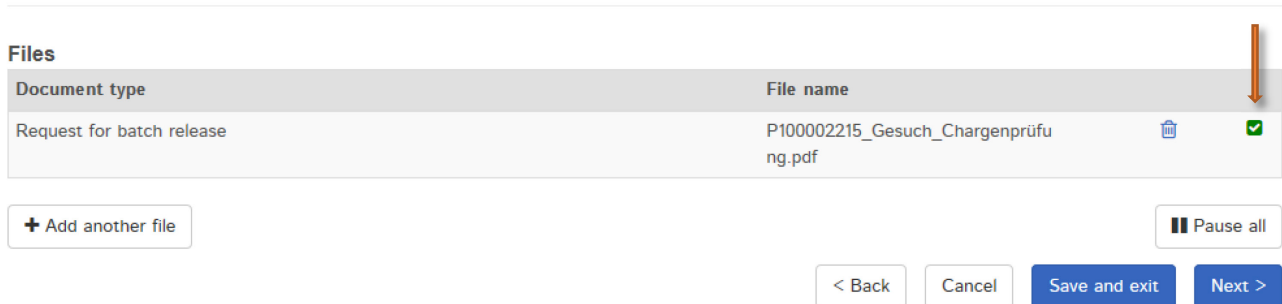 Files
Document type File name
Request for batch release P100002215_Gesuch_Chargenprüfu
ng.pdf
+ Add another file Pause all
< Back Cancel Save and exit Next >